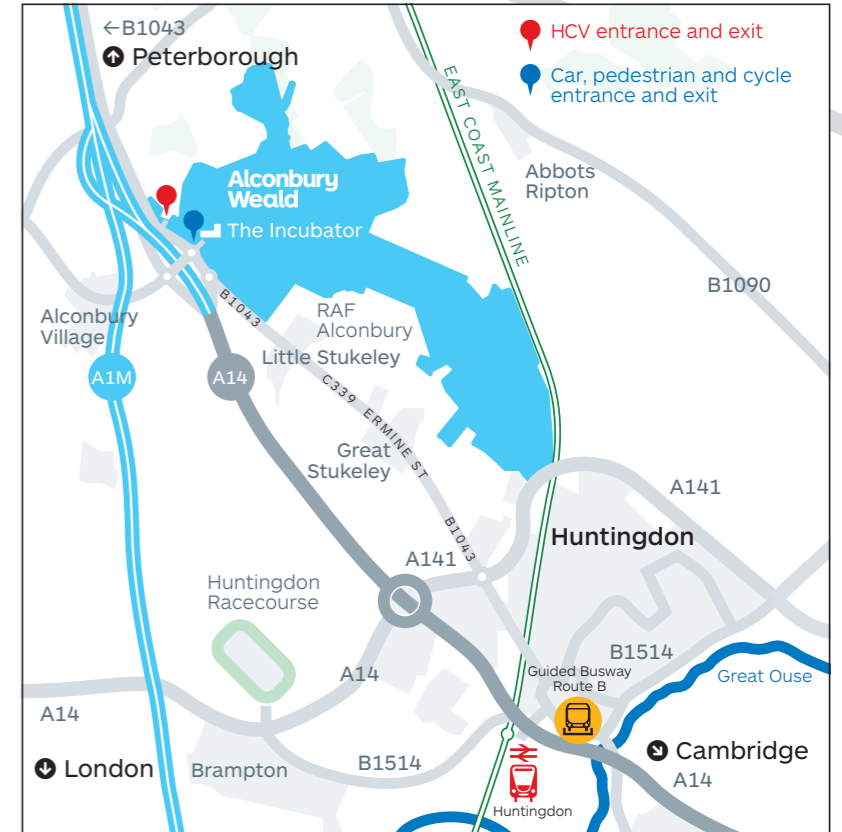 ←B1043
Peterborough
HCV entrance and exit
Car, pedestrian and cycle
entrance and exit
EAST COAST MAINLINE
Abbots
Ripton
Alconbury
Weald
The Incubator
B1090
B1043
RAF
Alconbury
Alconbury
Village
Little Stukeley
A1M
A14
C339 ERMINE ST
Great
Stukeley
A141
B1043
Huntingdon
A141
Huntingdon
Racecourse
B1514
Guided Busway
Route B
Great Ouse
A14
A14
Cambridge
London
Brampton
B1514
A14
Huntingdon